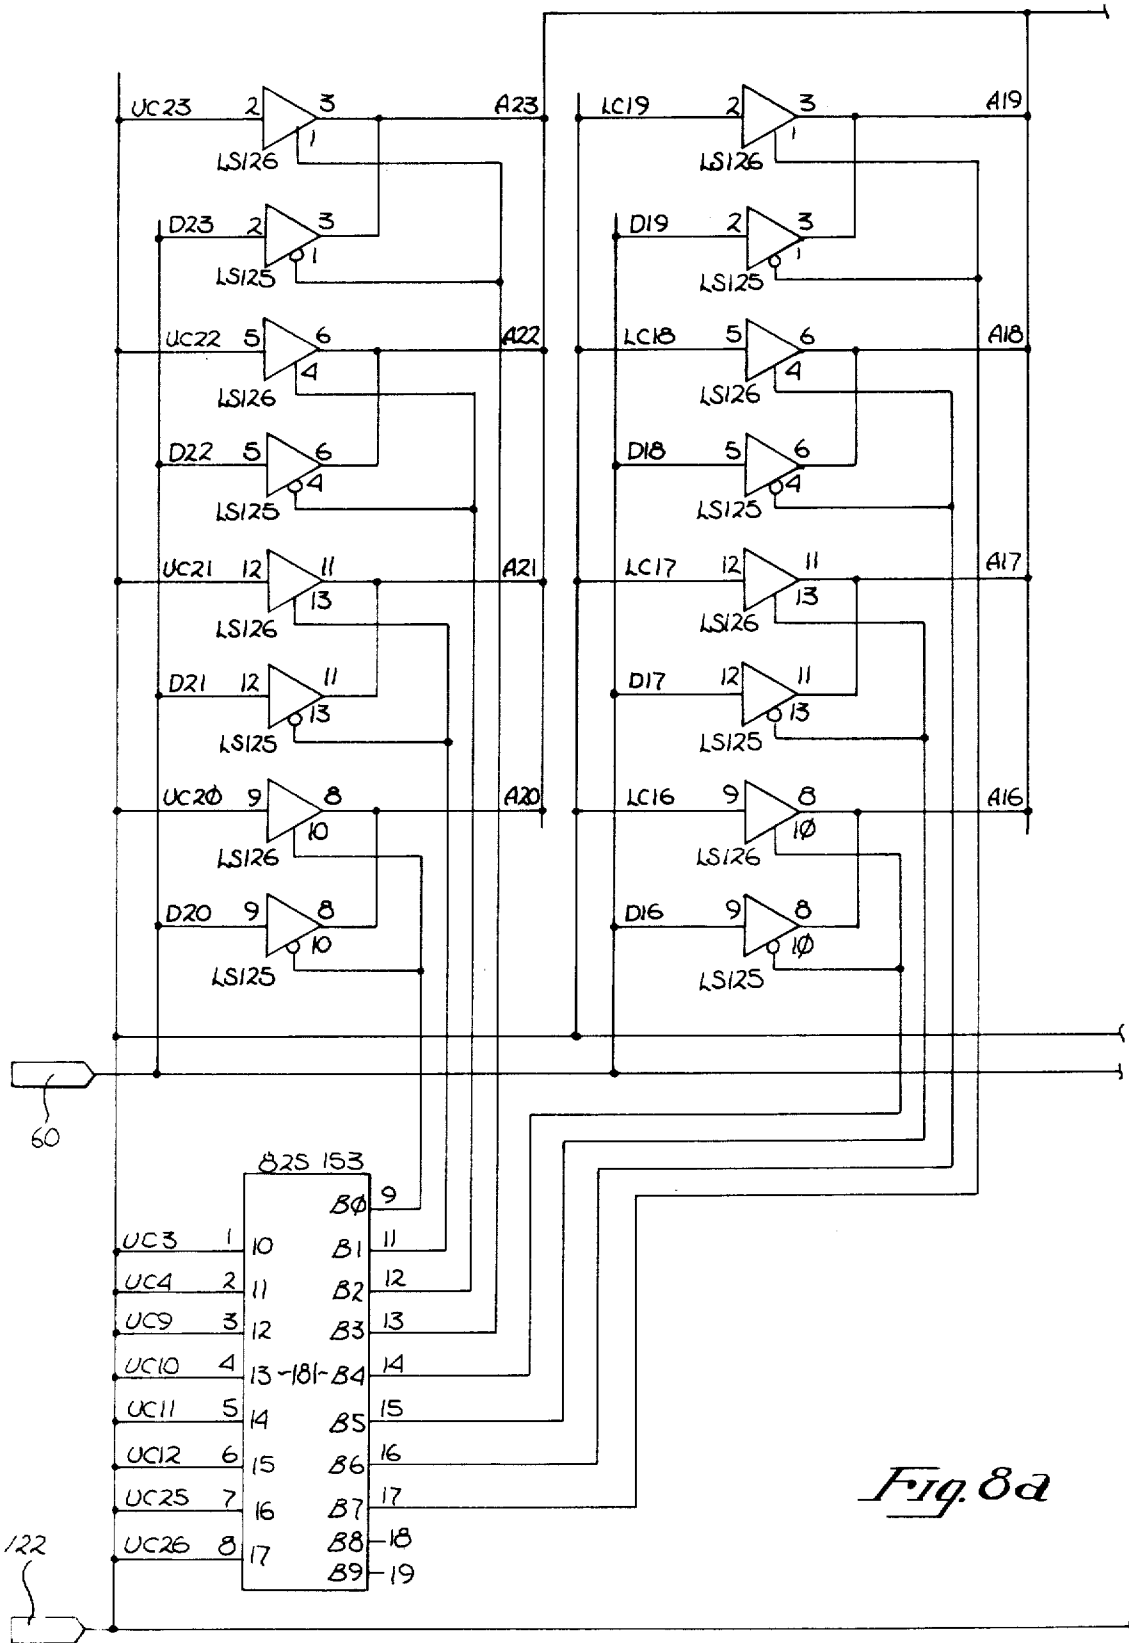 UC23 2 3 A23 LC19 2 3 A19
1 1
LS126 LS126
D23 2 3 D19 2 3
1 1
LS125 LS125
UC22 5 6 A22 LC18 5 6 A18
4 4
LS126 LS126
D22 5 6 D18 5 6
4 4
LS125 LS125
UC21 12 11 A21 LC17 12 11 A17
13 13
LS126 LS126
D21 12 11 D17 12 11
13 13
LS125 LS125
UC2φ 9 8 A20 LC16 9 8 A16
10 1φ
LS126 LS126
D20 9 8 D16 9 8
10 1φ
LS125 LS125
60
82S 153
Bφ 9
UC3 1 10 B1 11
UC4 2 11 B2 12
UC9 3 12 B3 13
UC10 4 13 -181- B4 14
UC11 5 14 B5 15
UC12 6 15 B6 16
UC25 7 16 B7 17
B8 18
UC26 8 17 B9 19
122
Fig. 8a